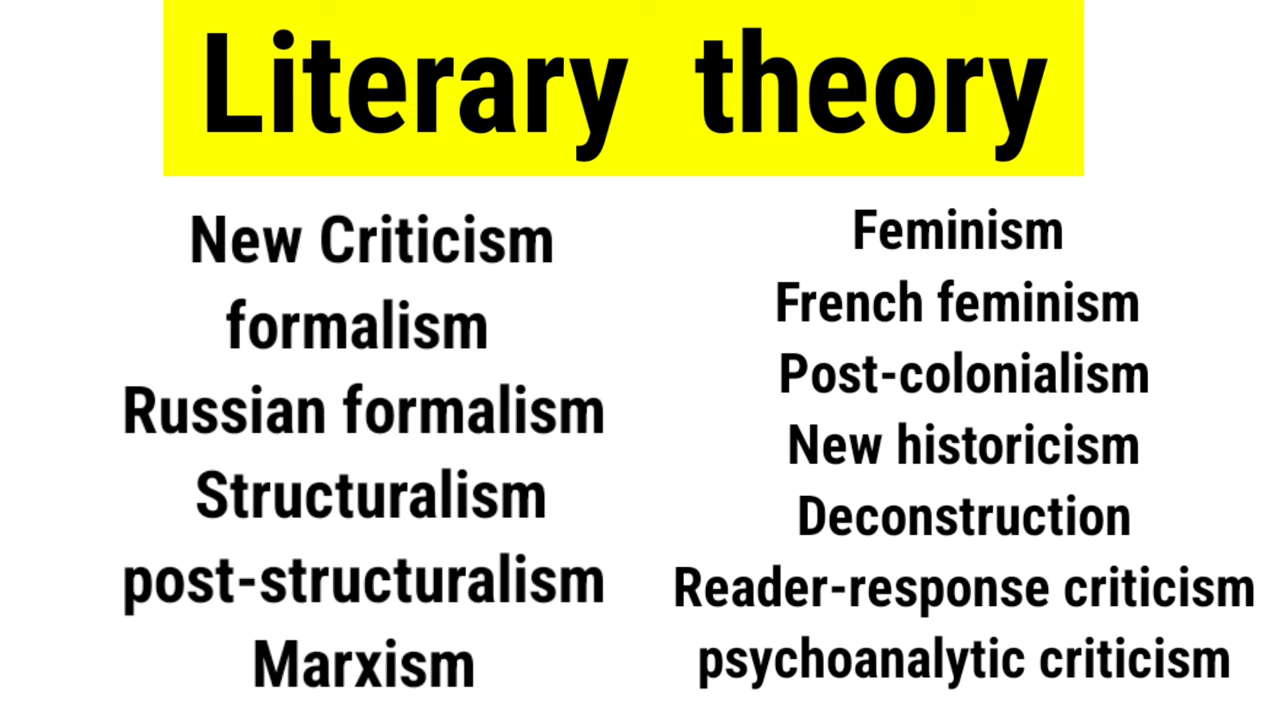 Literary theory
New Criticism
formalism
Russian formalism
Structuralism
post-structuralism
Marxism
Feminism
French feminism
Post-colonialism
New historicism
Deconstruction
Reader-response criticism
psychoanalytic criticism